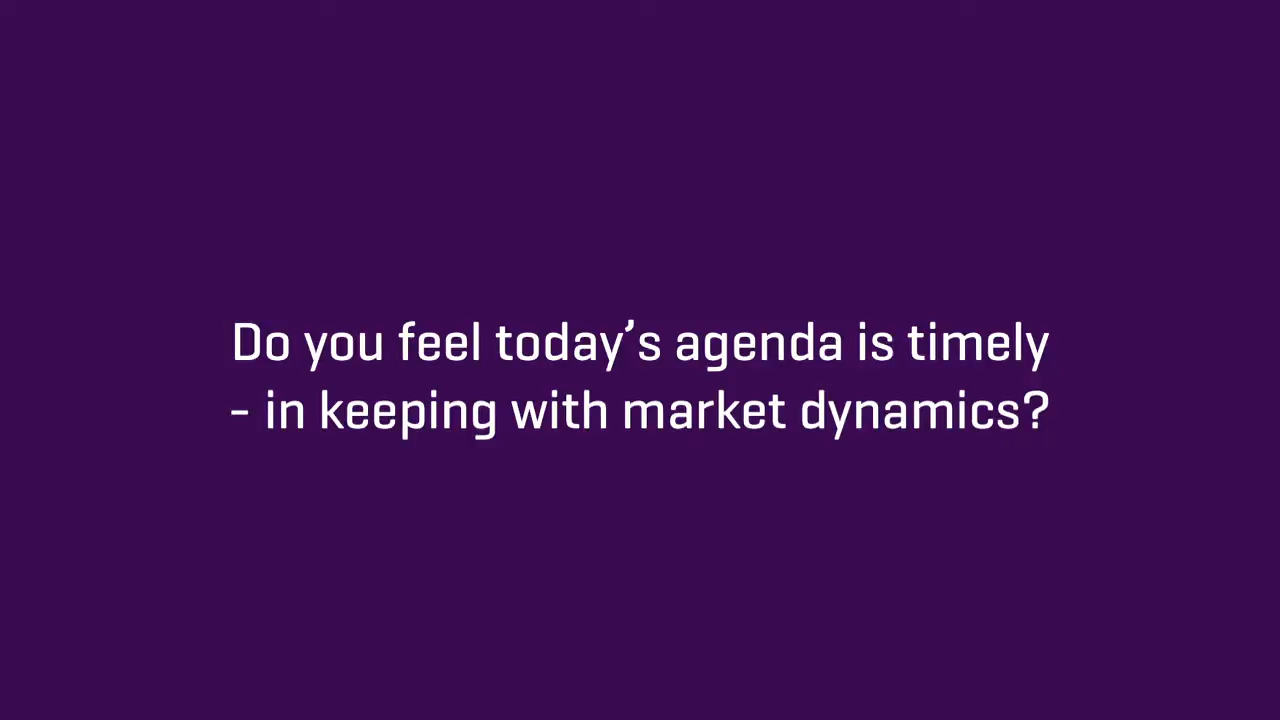 Do you feel today’s agenda is timely
- in keeping with market dynamics?